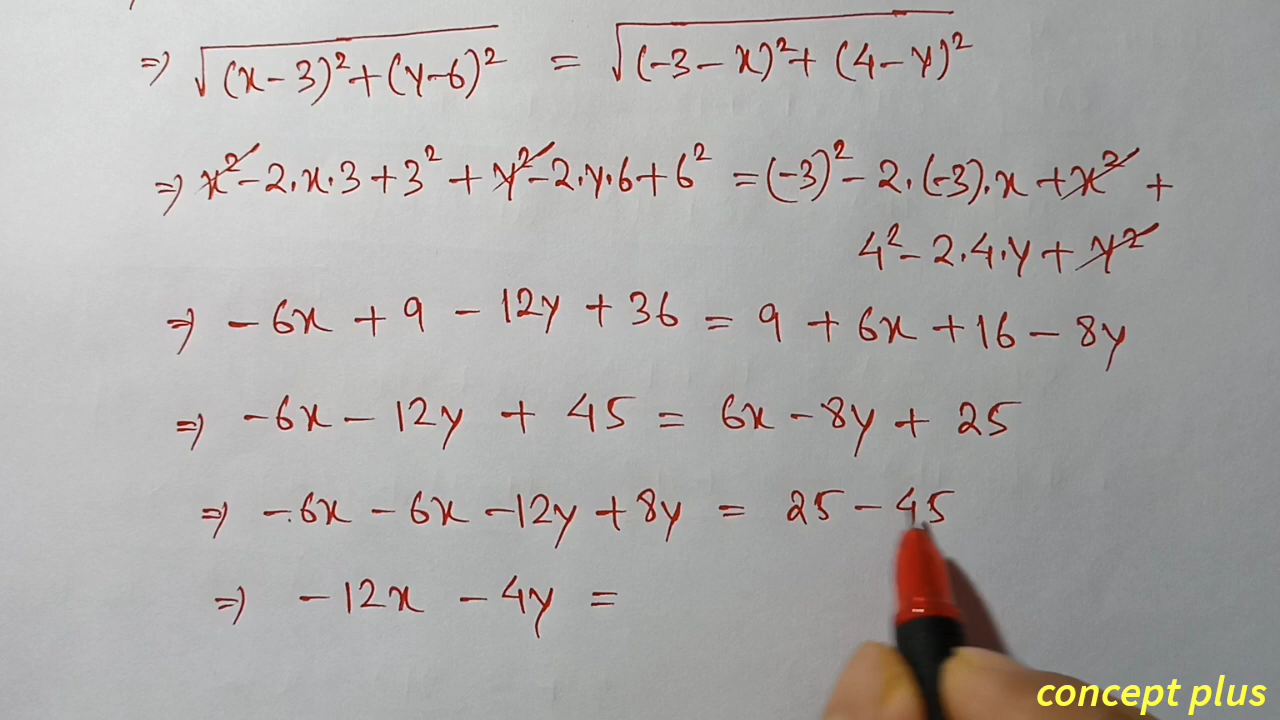 ⇒ √((x-3)²+(y-6)²) = √((-3-x)²+(4-y)²)
⇒ x²-2.x.3+3²+y²-2.y.6+6² = (-3)²-2.(-3).x+x²+
4²-2.4.y+y²
⇒ -6x+9-12y+36 = 9+6x+16-8y
⇒ -6x-12y+45 = 6x-8y+25
⇒ -6x-6x-12y+8y = 25-45
⇒ -12x-4y =
concept plus